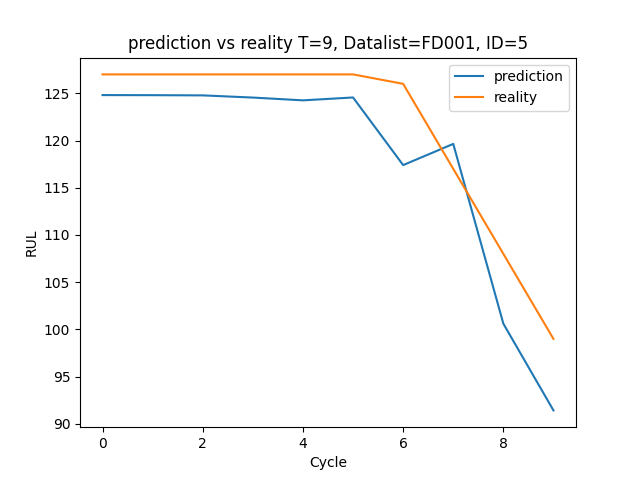 prediction vs reality T=9, Datalist=FD001, ID=5
prediction
reality
125
120
115
110
105
100
95
90
RUL
0 2 4 6 8
Cycle